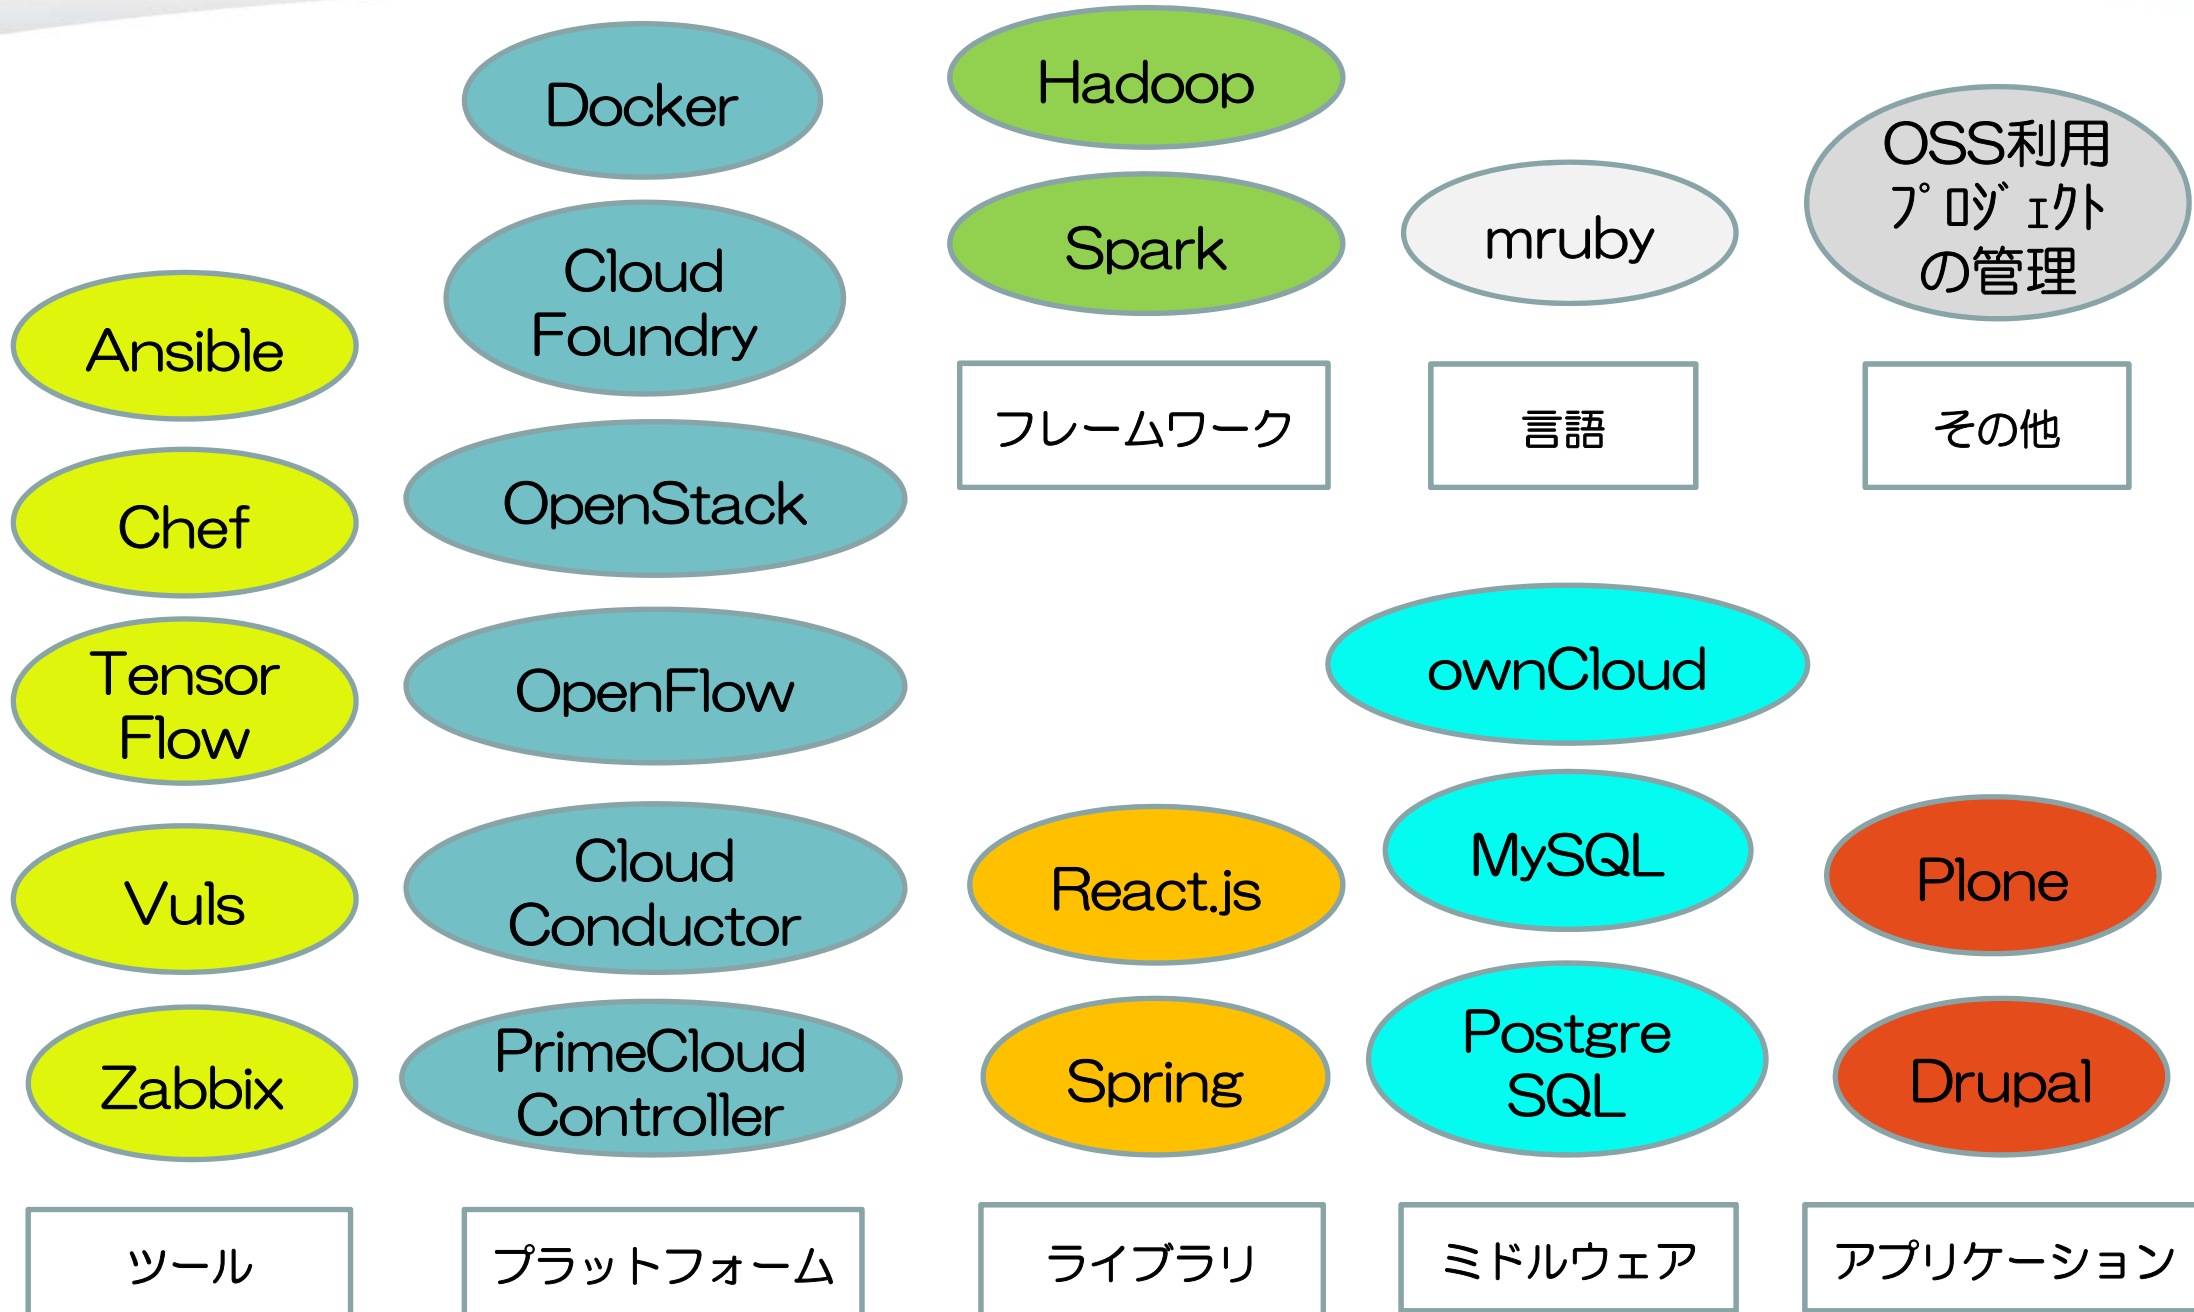 Ansible
Chef
Tensor
Flow
Vuls
Zabbix
ツール
Docker
Cloud
Foundry
OpenStack
OpenFlow
Cloud
Conductor
PrimeCloud
Controller
プラットフォーム
Hadoop
Spark
フレームワーク
mruby
言語
OSS利用
ﾌﾟﾛｼﾞｪｸﾄ
の管理
その他
React.js
Spring
ライブラリ
ownCloud
MySQL
Postgre
SQL
ミドルウェア
Plone
Drupal
アプリケーション